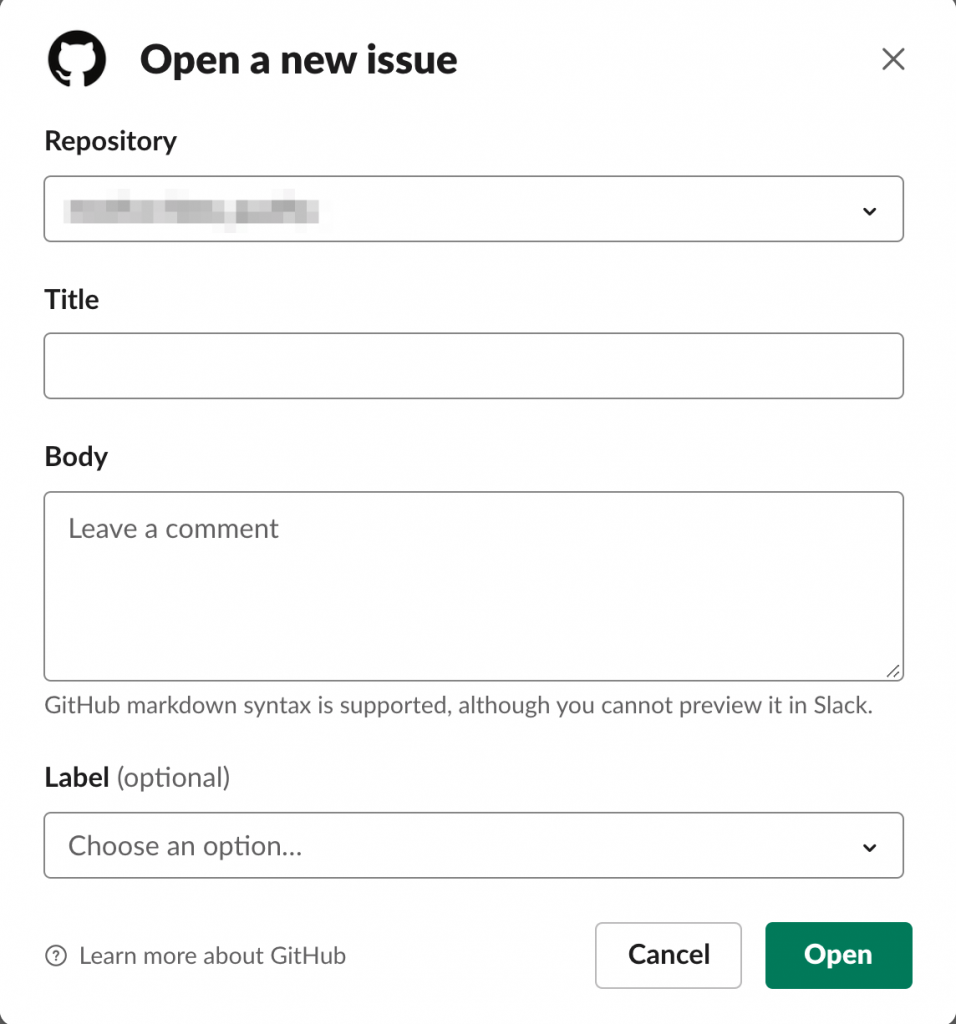 Open a new issue
Repository
Title
Body
Leave a comment
GitHub markdown syntax is supported, although you cannot preview it in Slack.
Label (optional)
Choose an option...
Learn more about GitHub
Cancel
Open